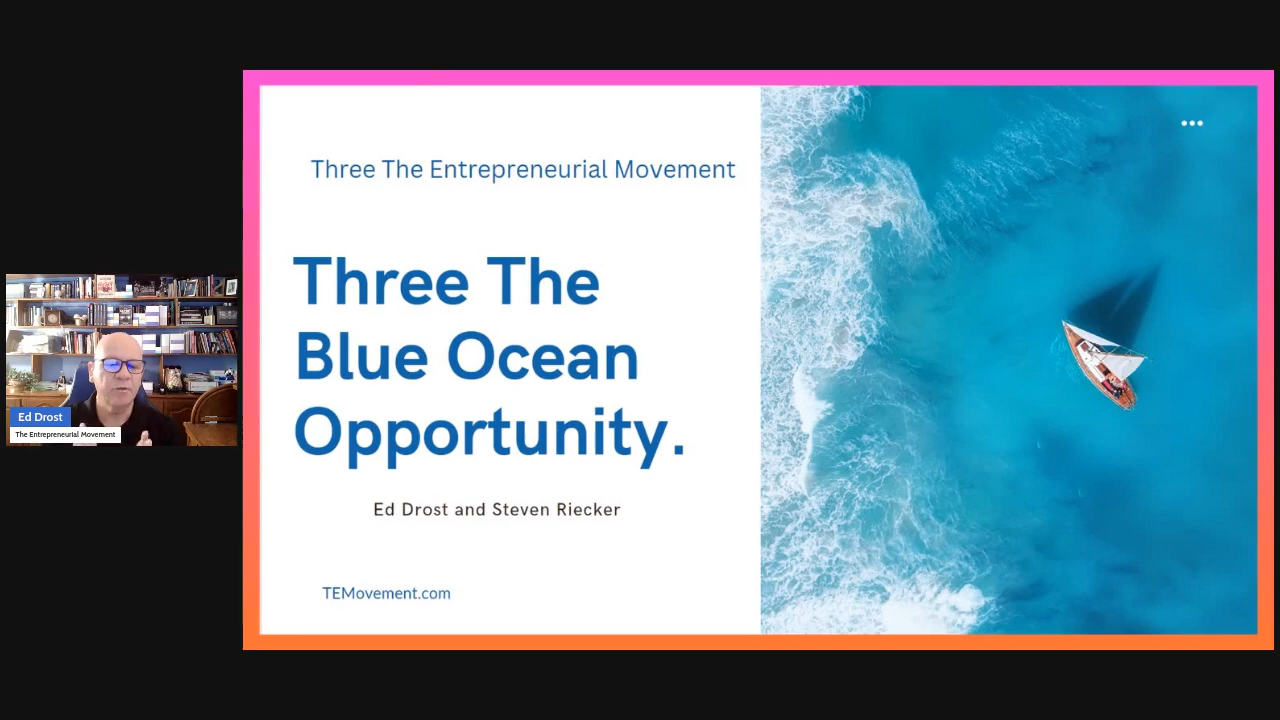 Three The Entrepreneurial Movement
Three The
Blue Ocean
Opportunity.
Ed Drost and Steven Riecker
TEMovement.com
Ed Drost
The Entrepreneurial Movement